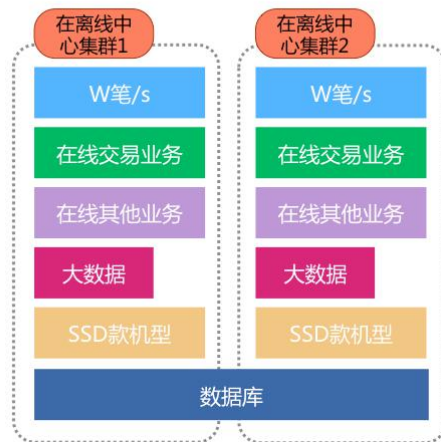 在离线中
心集群1
W笔/s
在线交易业务
在线其他业务
大数据
SSD款机型
在离线中
心集群2
W笔/s
在线交易业务
在线其他业务
大数据
SSD款机型
数据库